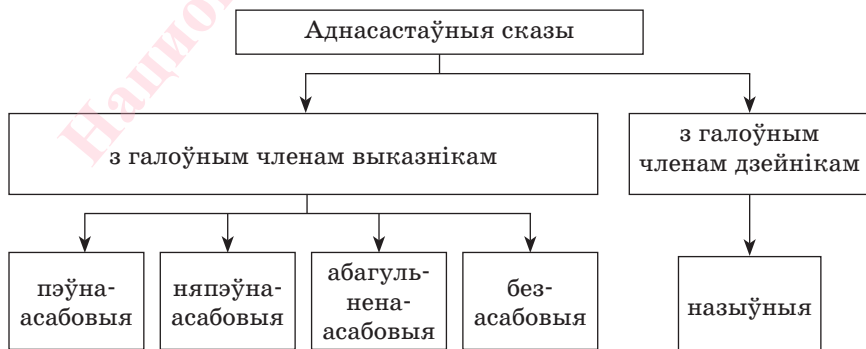 Аднасастаўныя сказы
з галоўным членам выказнікам
з галоўным
членам дзейнікам
пэўна-
асабовыя
няпэўна-
асабовыя
абагуль-
нена-
асабовыя
без-
асабовыя
назыўныя